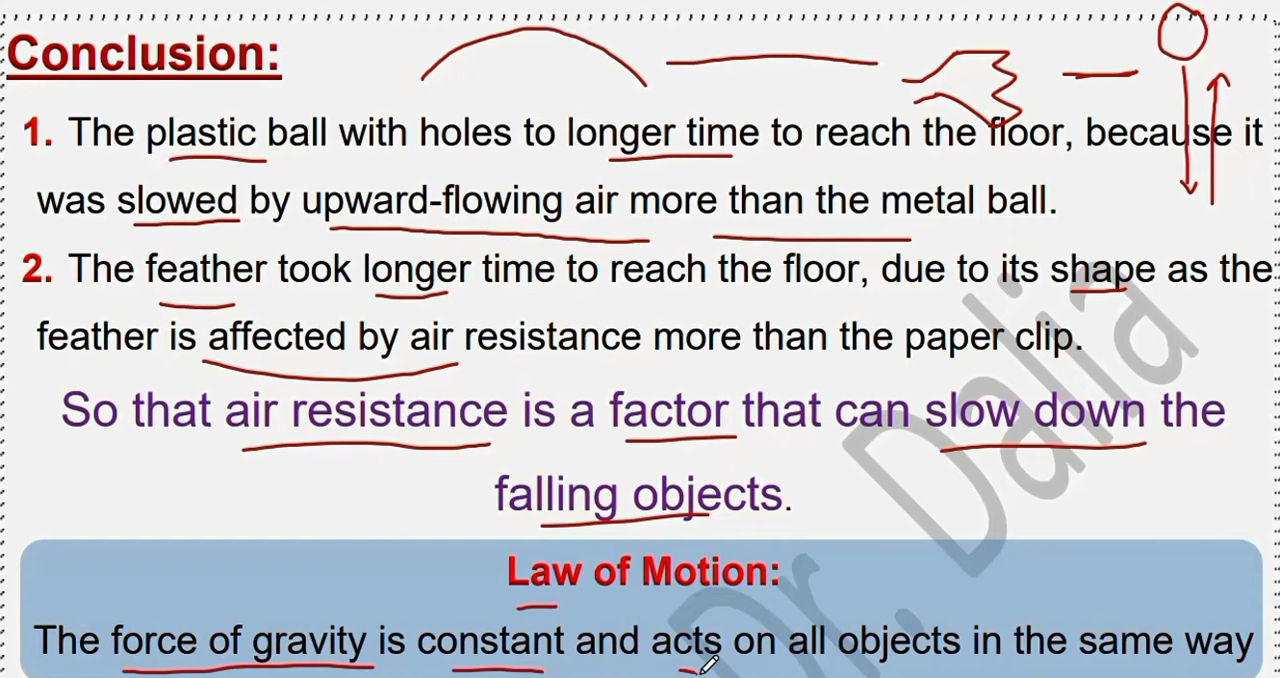 Conclusion:
1. The plastic ball with holes to longer time to reach the floor, because it
was slowed by upward-flowing air more than the metal ball.
2. The feather took longer time to reach the floor, due to its shape as the
feather is affected by air resistance more than the paper clip.
So that air resistance is a factor that can slow down the
falling objects.
Law of Motion:
The force of gravity is constant and acts on all objects in the same way
Dr. Dalia